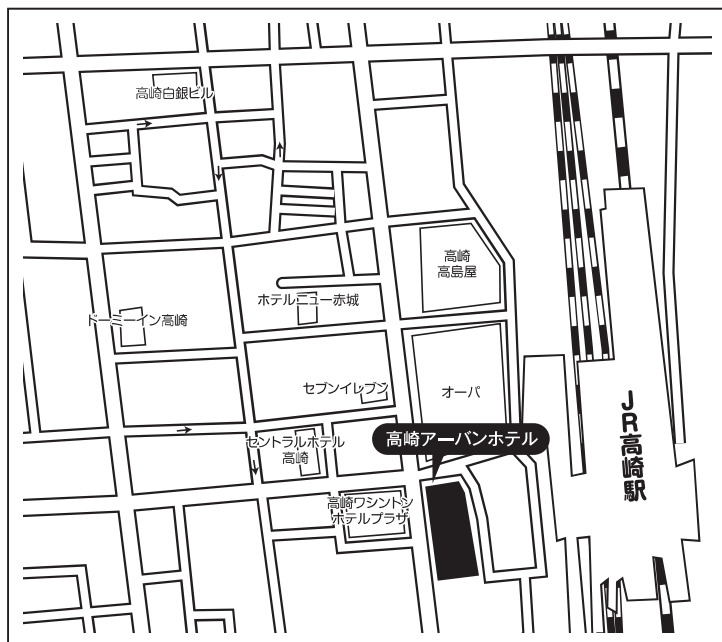 高崎白銀ビル
高崎
高島屋
ホテルニュー赤城
ドーミーイン高崎
セブンイレブン
オーパ
JR高崎駅
高崎アーバンホテル
セントラルホテル
高崎
高崎ワシントン
ホテルプラザ